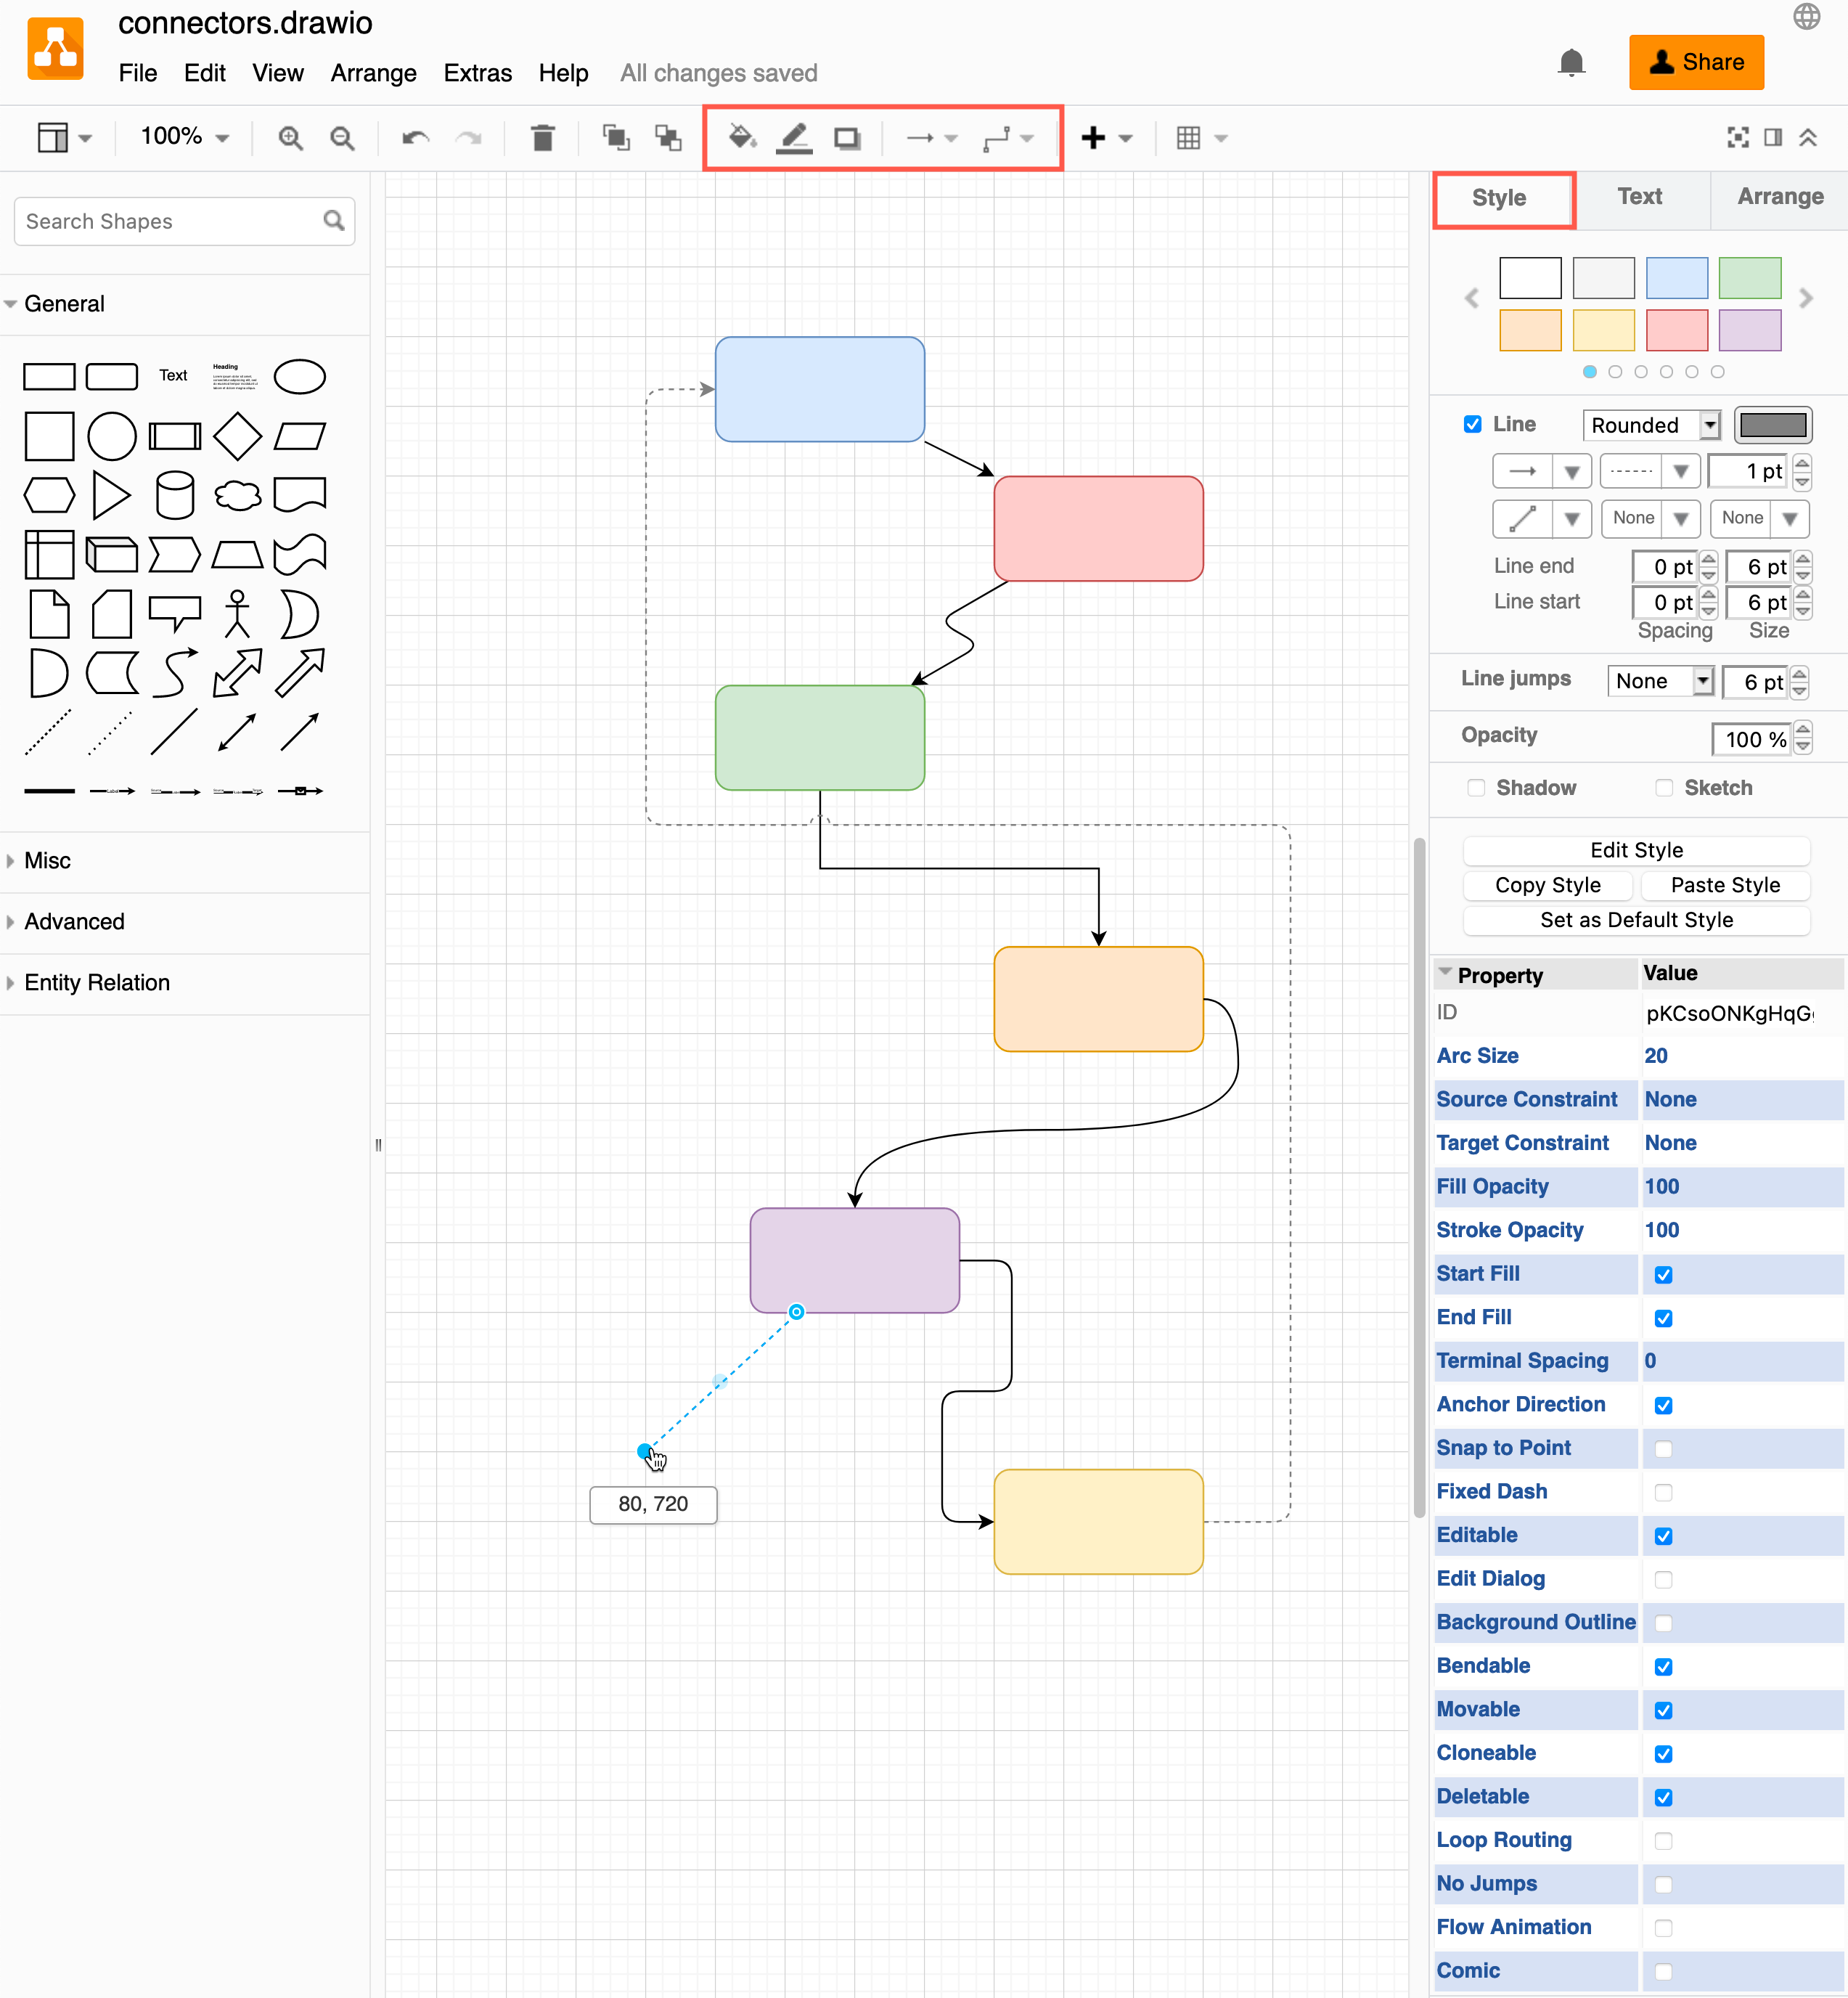 connectors.drawio
File Edit View Arrange Extras Help All changes saved
Share
100%
Search Shapes
Style Text Arrange
General
Text
Heading
Line Rounded
1 pt
None None
Line end 0 pt 6 pt
Line start 0 pt 6 pt
Spacing Size
Line jumps None 6 pt
Opacity 100 %
Shadow Sketch
Misc
Edit Style
Copy Style Paste Style
Advanced
Set as Default Style
Entity Relation
Property Value
ID pKCsoONKgHqG
Arc Size 20
Source Constraint None
Target Constraint None
Fill Opacity 100
Stroke Opacity 100
Start Fill
End Fill
Terminal Spacing 0
Anchor Direction
Snap to Point
Fixed Dash
80, 720
Editable
Edit Dialog
Background Outline
Bendable
Movable
Cloneable
Deletable
Loop Routing
No Jumps
Flow Animation
Comic